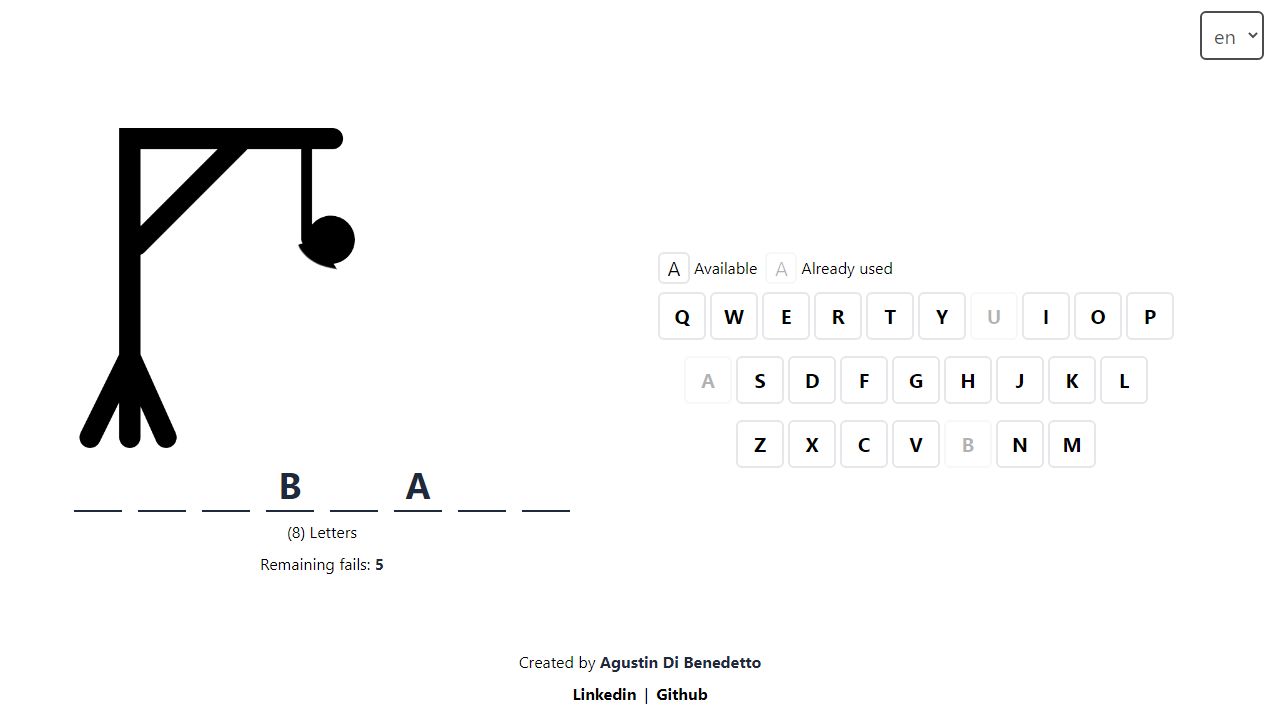 en
A Available A Already used
Q W E R T Y U I O P
A S D F G H J K L
Z X C V B N M
B A
(8) Letters
Remaining fails: 5
Created by Agustin Di Benedetto
Linkedin | Github